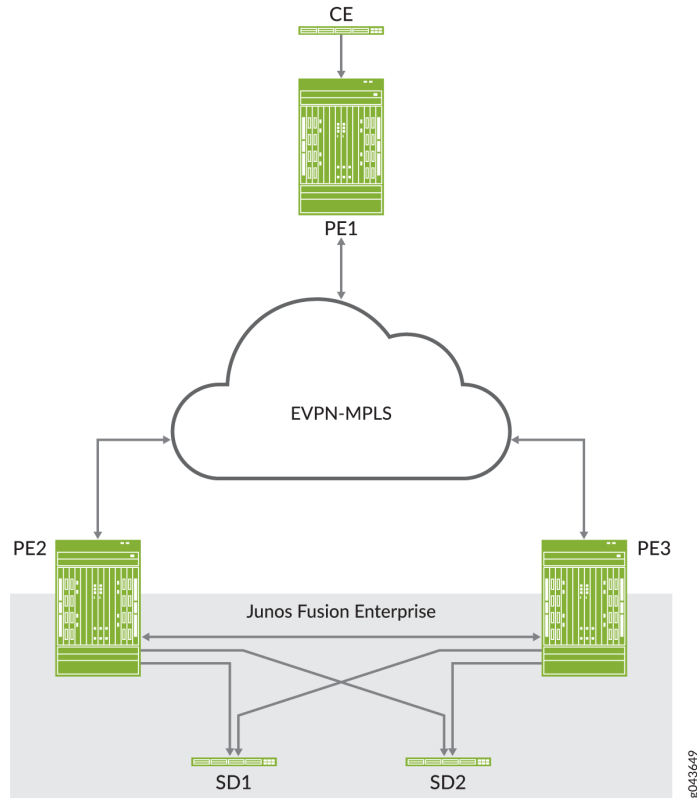 CE
PE1
EVPN-MPLS
PE2
PE3
Junos Fusion Enterprise
SD1
SD2
g043649